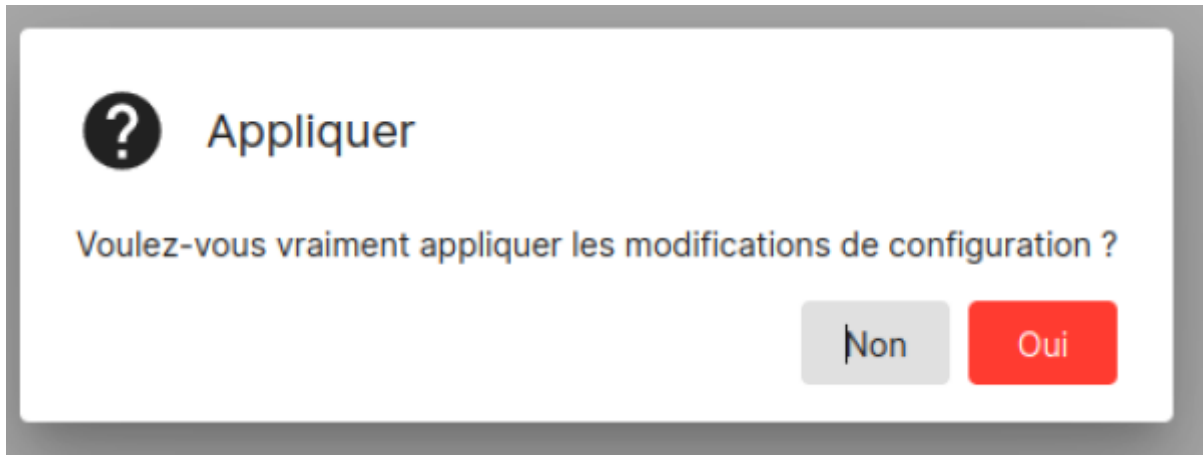 Appliquer
Voulez-vous vraiment appliquer les modifications de configuration ?
Non Oui